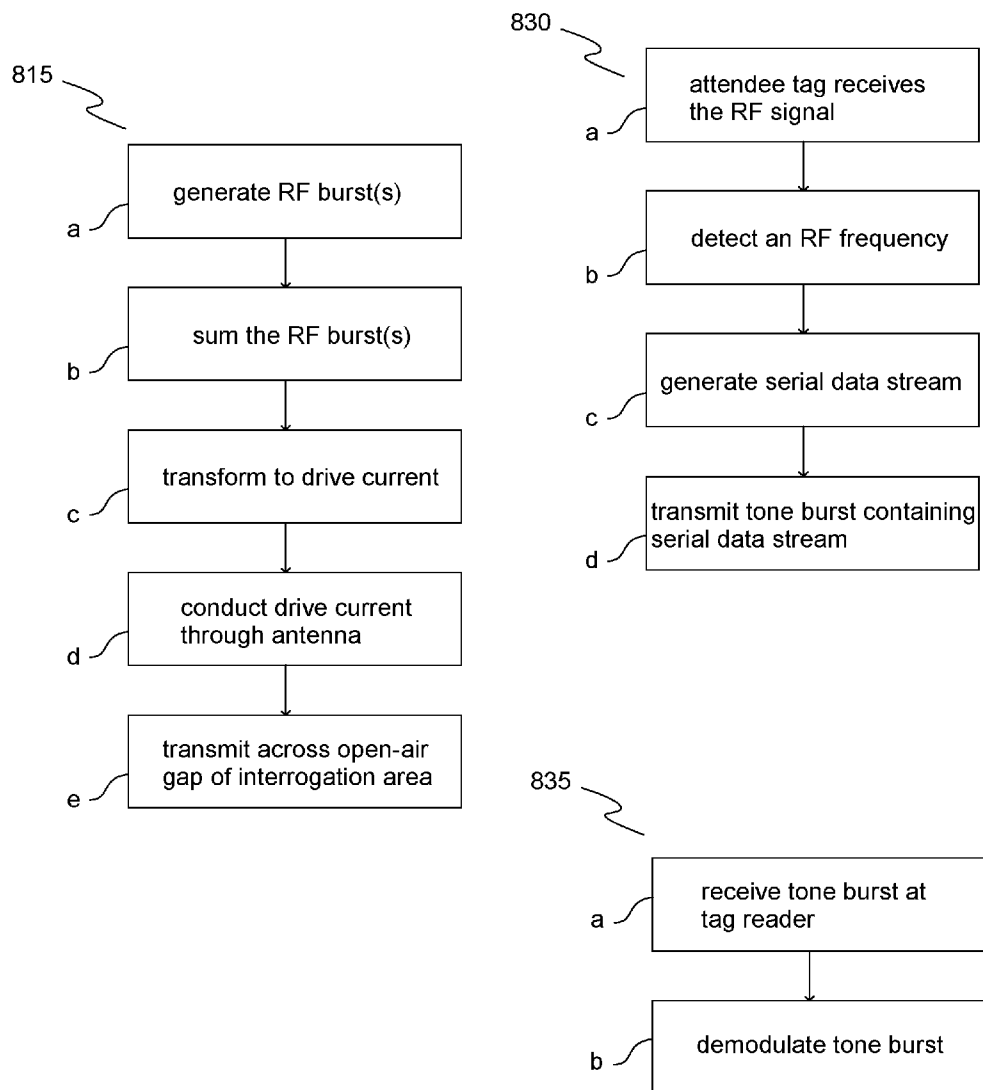 815
generate RF burst(s)
a
sum the RF burst(s)
b
transform to drive current
c
conduct drive current
through antenna
d
transmit across open-air
gap of interrogation area
e
830
attendee tag receives
the RF signal
a
detect an RF frequency
b
generate serial data stream
c
transmit tone burst containing
serial data stream
d
835
receive tone burst at
tag reader
a
demodulate tone burst
b